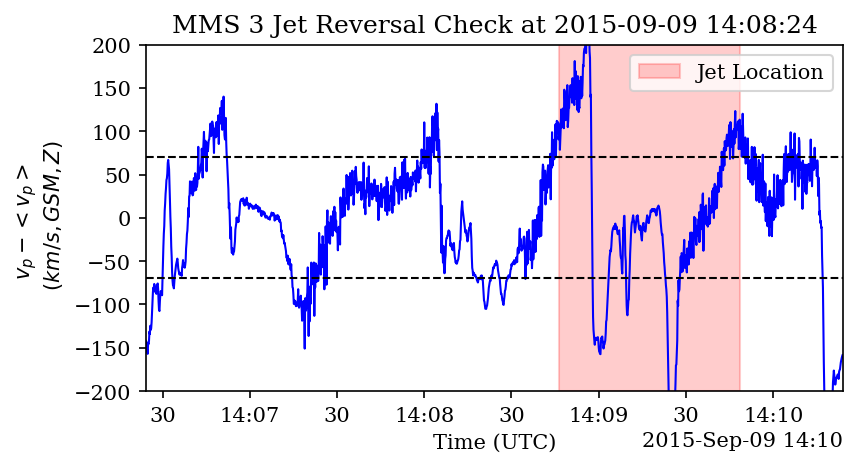 MMS 3 Jet Reversal Check at 2015-09-09 14:08:24
Jet Location
200
150
100
50
0
−50
−100
−150
−200
v_p − < v_p >
(km/s, GSM, Z)
30 14:07 30 14:08 30 14:09 30 14:10
Time (UTC)
2015-Sep-09 14:10